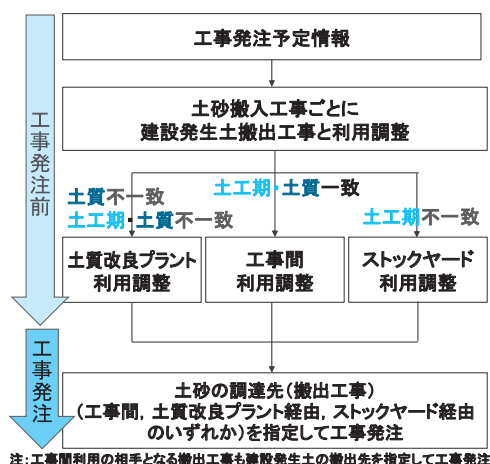 工事発注予定情報
工事発注前
土砂搬入工事ごとに
建設発生土搬出工事と利用調整
土質不一致
土工期・土質不一致
土工期・土質一致
土工期不一致
土質改良プラント
利用調整
工事間
利用調整
ストックヤード
利用調整
工事発注
土砂の調達先(搬出工事)
(工事間, 土質改良プラント経由, ストックヤード経由
のいずれか)を指定して工事発注
注:工事間利用の相手となる搬出工事も建設発生土の搬出先を指定して工事発注